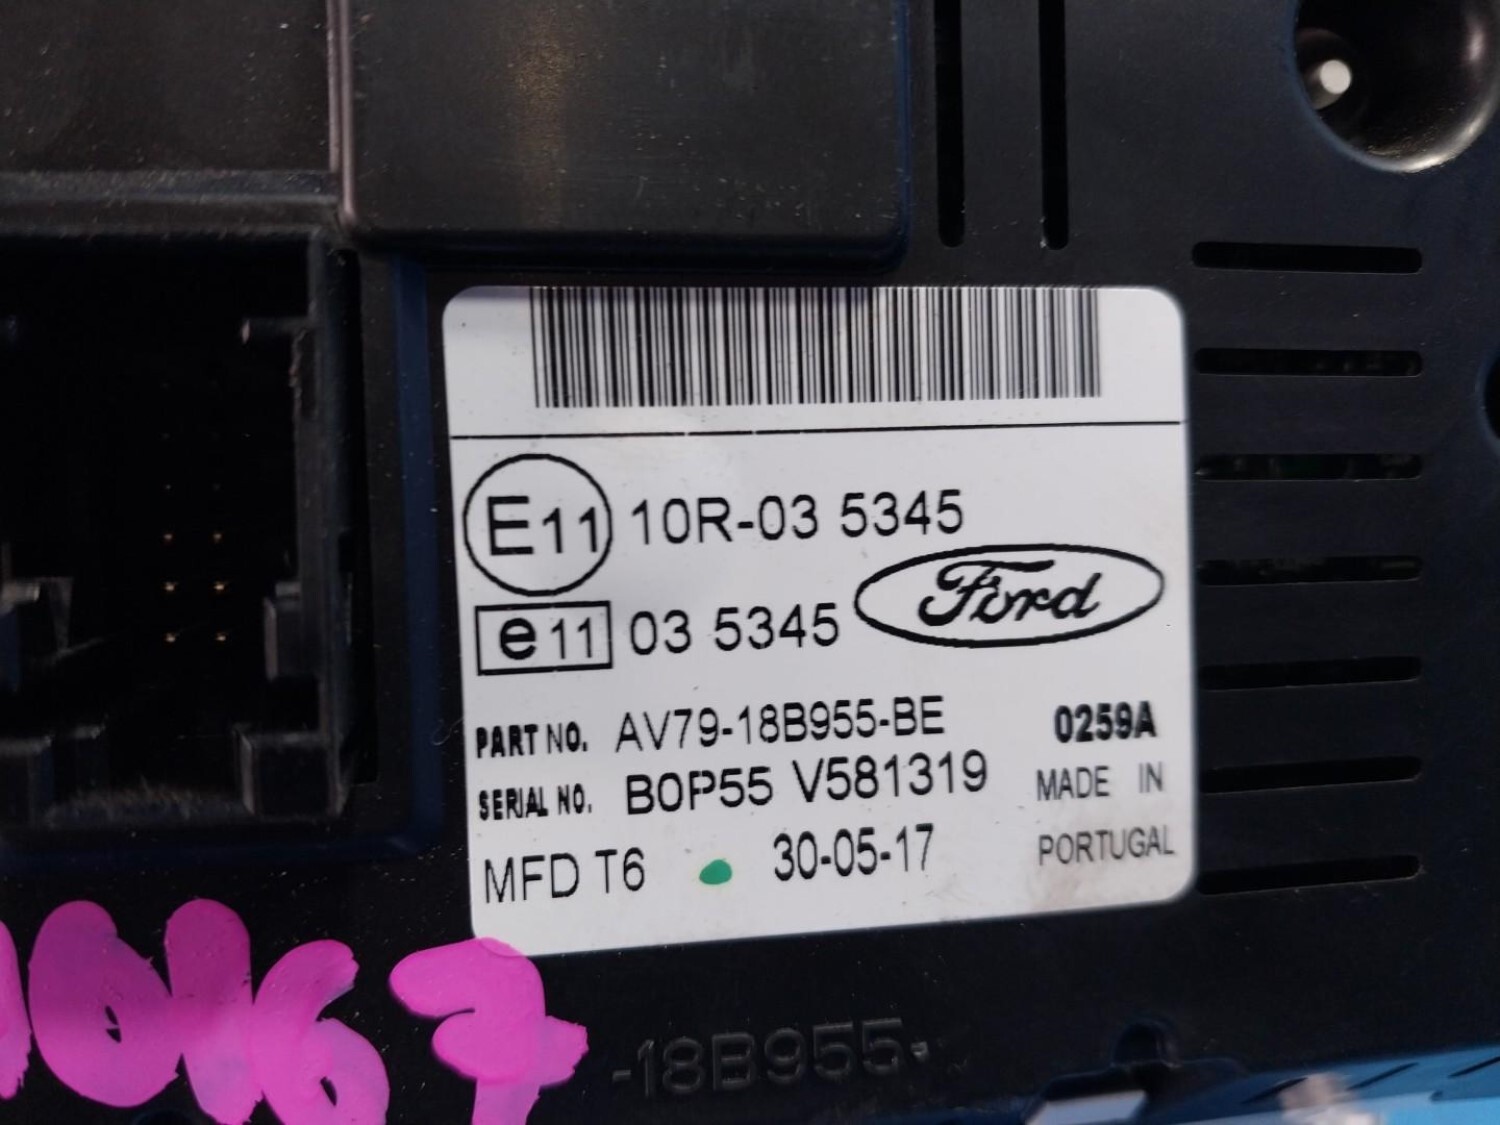 E11 10R-03 5345
Ford
e11 03 5345
PART NO. AV79-18B955-BE 0259A
SERIAL NO. B0P55 V581319 MADE IN
MFD T6 30-05-17 PORTUGAL
-18B955-